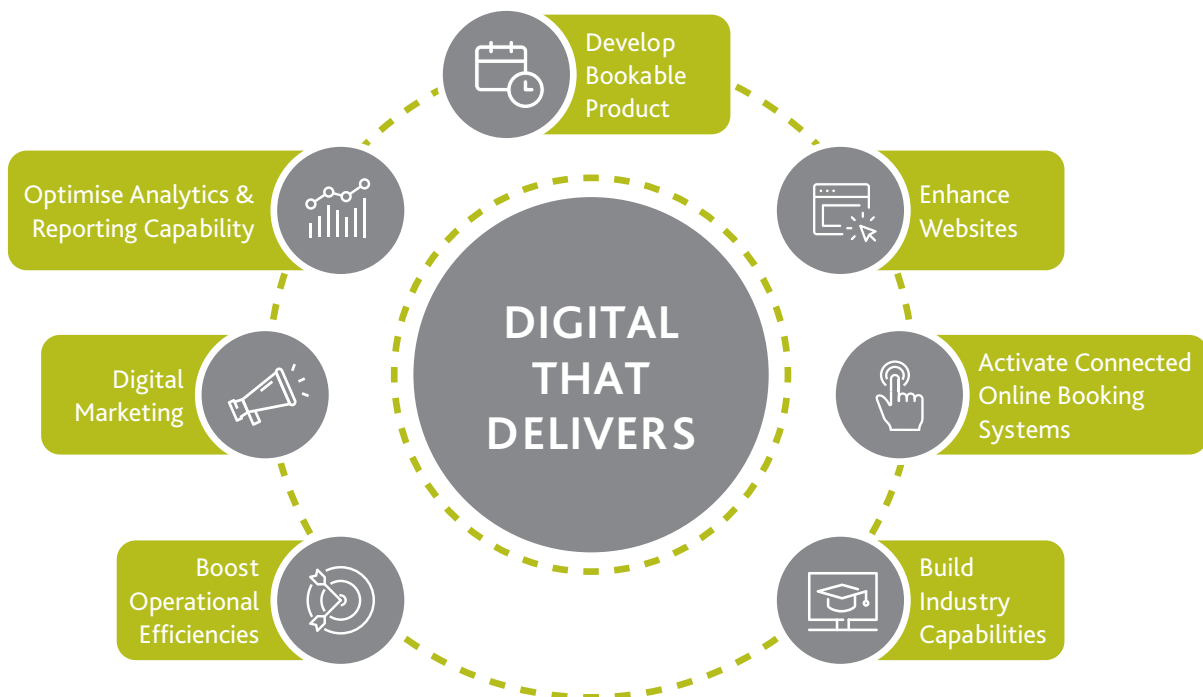 Develop
Bookable
Product
Optimise Analytics &
Reporting Capability
Enhance
Websites
DIGITAL
THAT
DELIVERS
Digital
Marketing
Activate Connected
Online Booking
Systems
Boost
Operational
Efficiencies
Build
Industry
Capabilities